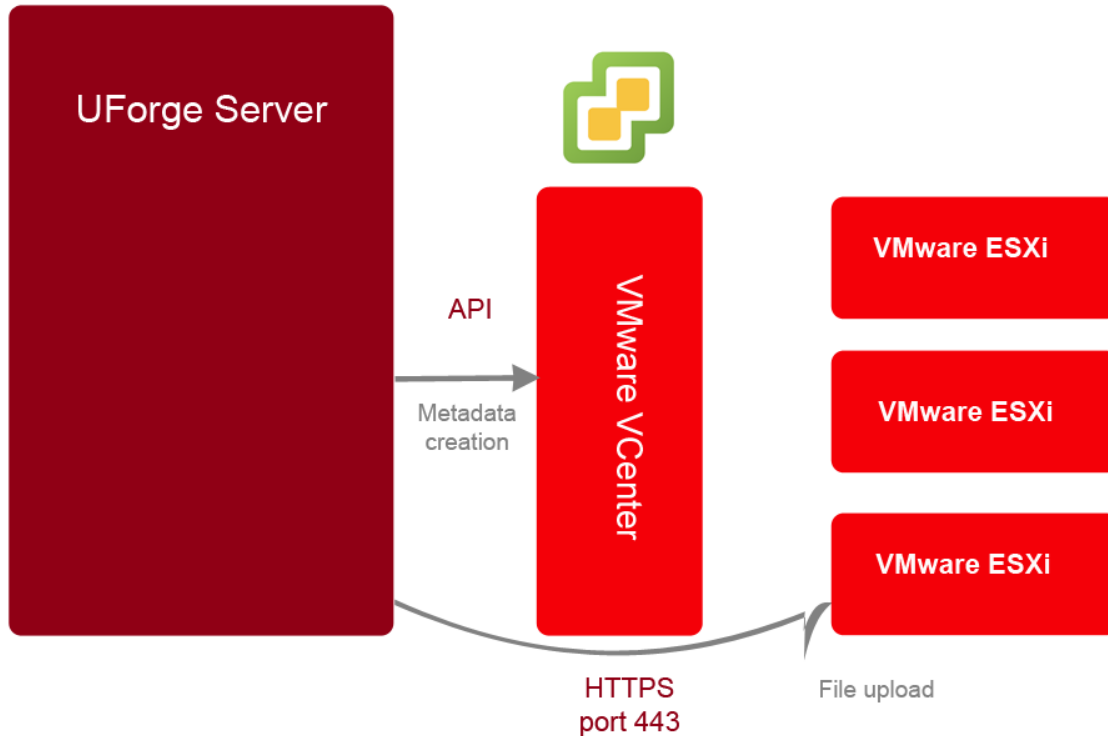 UForge Server
API
Metadata
creation
VMware VCenter
VMware ESXi
VMware ESXi
VMware ESXi
HTTPS
port 443
File upload